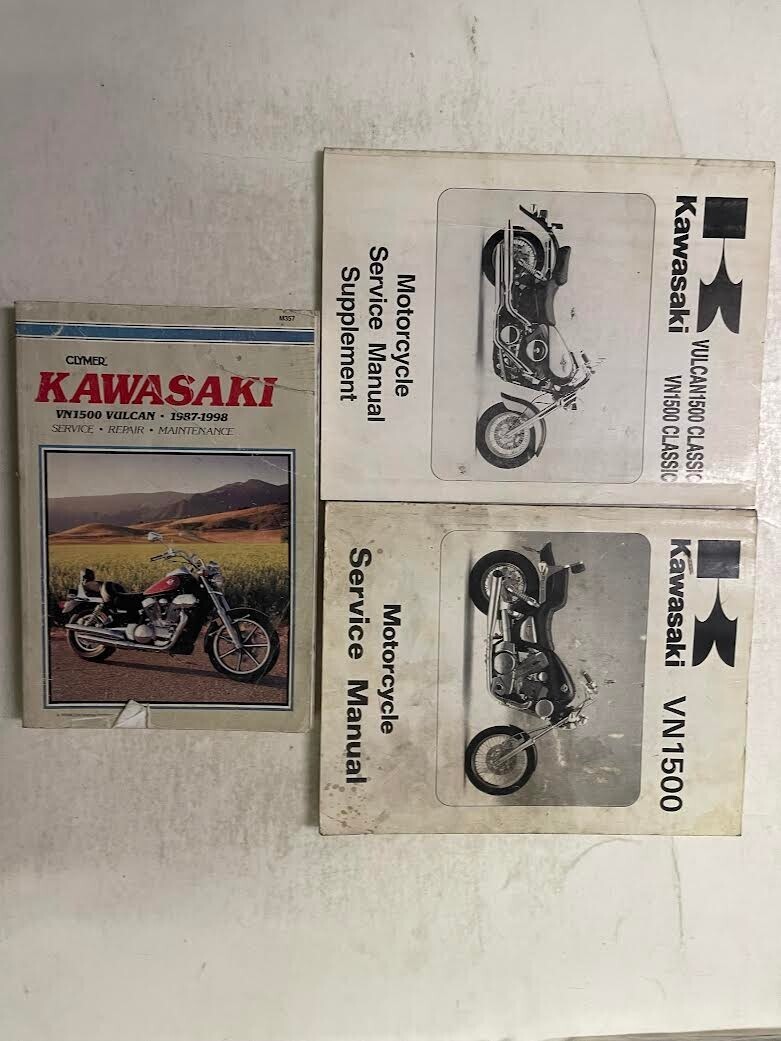 M357
CLYMER
KAWASAKI
VN1500 VULCAN • 1987-1998
SERVICE • REPAIR • MAINTENANCE
Kawasaki
VULCAN1500 CLASSIC
VN1500 CLASSIC
Motorcycle
Service Manual
Supplement
Kawasaki VN1500
Motorcycle
Service Manual